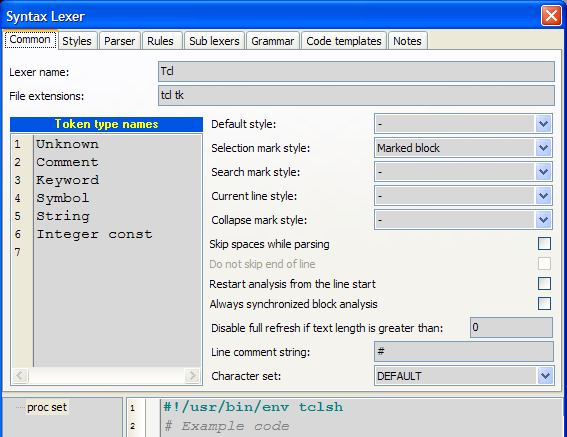 Syntax Lexer
Common Styles Parser Rules Sub lexers Grammar Code templates Notes
Lexer name: Tcl
File extensions: tcl tk
Token type names
1 Unknown
2 Comment
3 Keyword
4 Symbol
5 String
6 Integer const
7
Default style: -
Selection mark style: Marked block
Search mark style: -
Current line style: -
Collapse mark style: -
Skip spaces while parsing
Do not skip end of line
Restart analysis from the line start
Always synchronized block analysis
Disable full refresh if text length is greater than: 0
Line comment string: #
Character set: DEFAULT
proc set
1 #!/usr/bin/env tclsh
2 # Example code